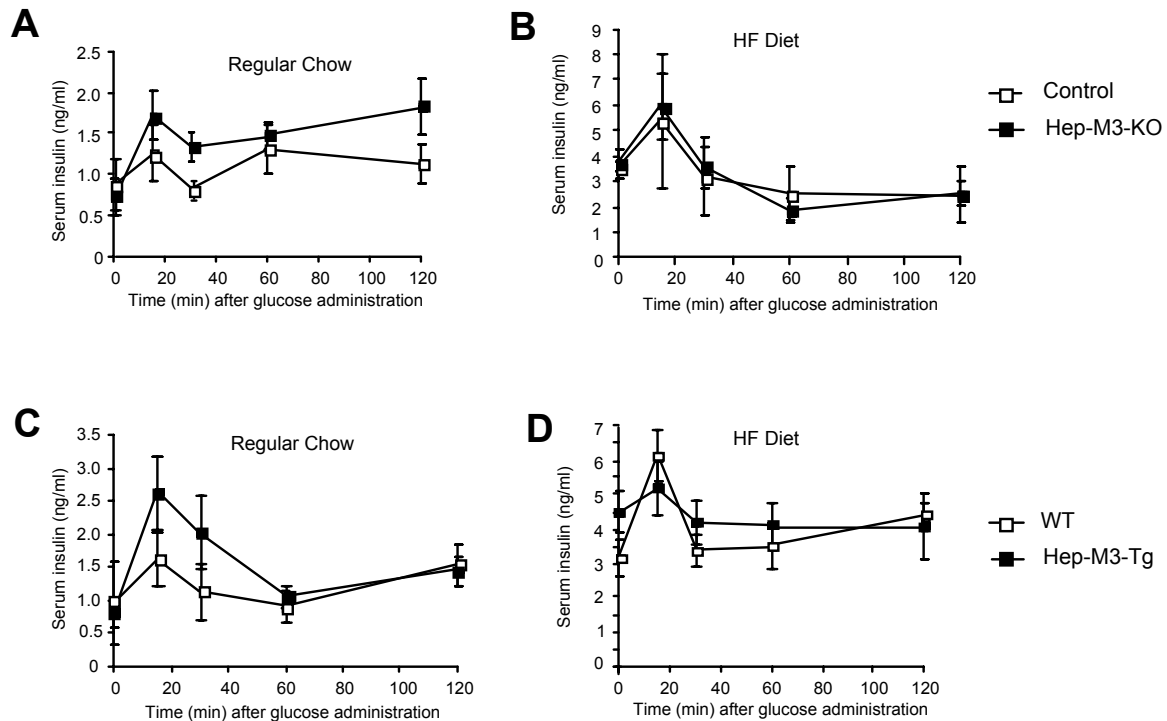 A
Regular Chow
Serum insulin (ng/ml)
2.5
2.0
1.5
1.0
0.5
0
0 20 40 60 80 100 120
Time (min) after glucose administration
B
HF Diet
Serum insulin (ng/ml)
9
8
7
6
5
4
3
2
1
0
0 20 40 60 80 100 120
Time (min) after glucose administration
Control
Hep-M3-KO
C
Regular Chow
Serum insulin (ng/ml)
3.5
3.0
2.5
2.0
1.5
1.0
0.5
0
0 20 40 60 80 100 120
Time (min) after glucose administration
D
HF Diet
Serum insulin (ng/ml)
7
6
5
4
3
2
1
0
0 20 40 60 80 100 120
Time (min) after glucose administration
WT
Hep-M3-Tg